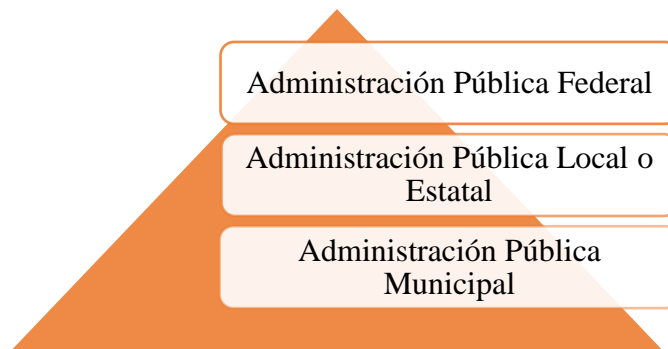 Administración Pública Federal
Administración Pública Local o
Estatal
Administración Pública
Municipal